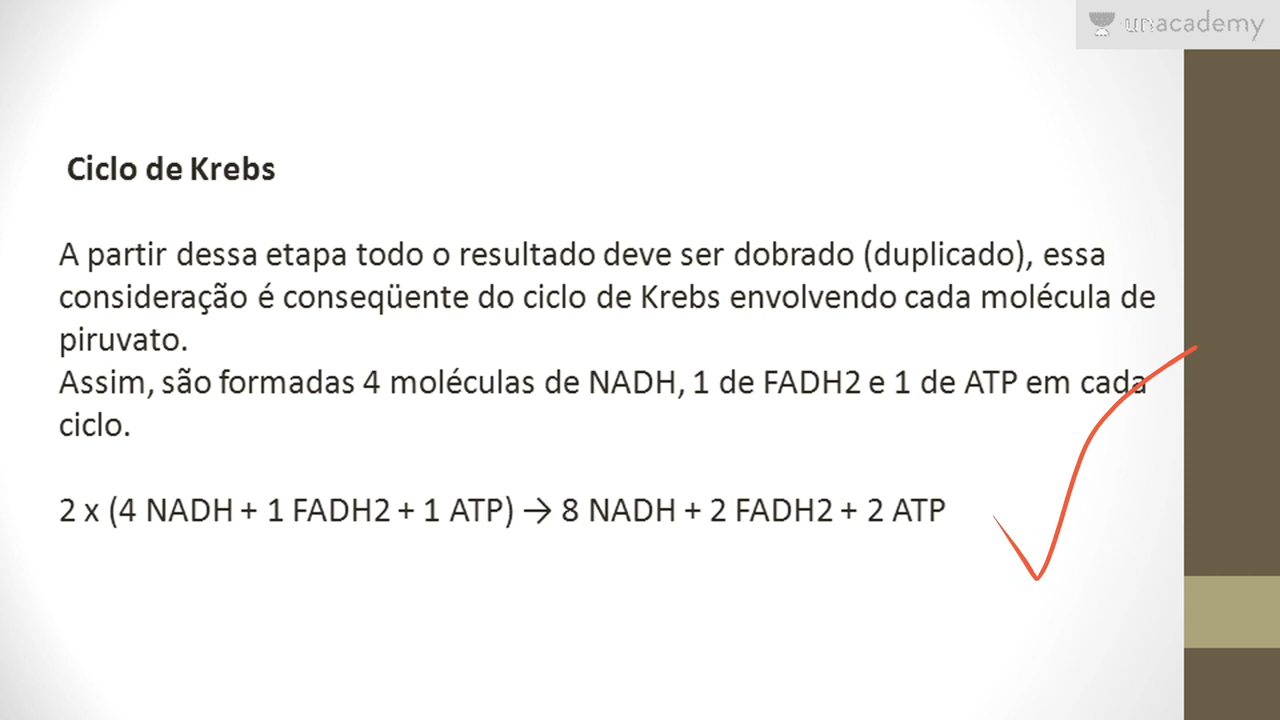 unacademy
Ciclo de Krebs
A partir dessa etapa todo o resultado deve ser dobrado (duplicado), essa
consideração é conseqüente do ciclo de Krebs envolvendo cada molécula de
piruvato.
Assim, são formadas 4 moléculas de NADH, 1 de FADH2 e 1 de ATP em cada
ciclo.
2 x (4 NADH + 1 FADH2 + 1 ATP) → 8 NADH + 2 FADH2 + 2 ATP